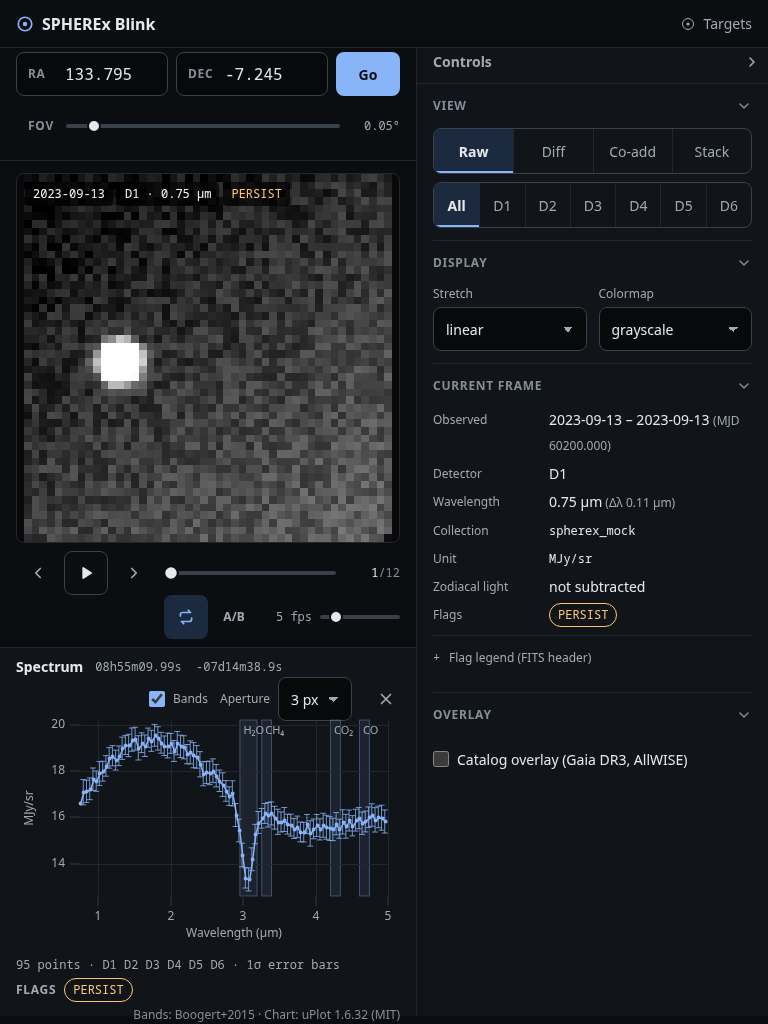 SPHEREx Blink
Targets
RA 133.795 DEC -7.245 Go
FOV 0.05°
2023-09-13 D1 · 0.75 µm PERSIST
1/12
A/B 5 fps
Spectrum 08h55m09.99s -07d14m38.9s
Bands Aperture 3 px
H₂O CH₄ CO₂ CO
20
18
16
14
MJy/sr
1 2 3 4 5
Wavelength (µm)
95 points · D1 D2 D3 D4 D5 D6 · 1σ error bars
FLAGS PERSIST
Bands: Boogert+2015 · Chart: uPlot 1.6.32 (MIT)
Controls
VIEW
Raw Diff Co-add Stack
All D1 D2 D3 D4 D5 D6
DISPLAY
Stretch Colormap
linear grayscale
CURRENT FRAME
Observed 2023-09-13 – 2023-09-13 (MJD
60200.000)
Detector D1
Wavelength 0.75 µm (Δλ 0.11 µm)
Collection spherex_mock
Unit MJy/sr
Zodiacal light not subtracted
Flags PERSIST
+ Flag legend (FITS header)
OVERLAY
Catalog overlay (Gaia DR3, AllWISE)